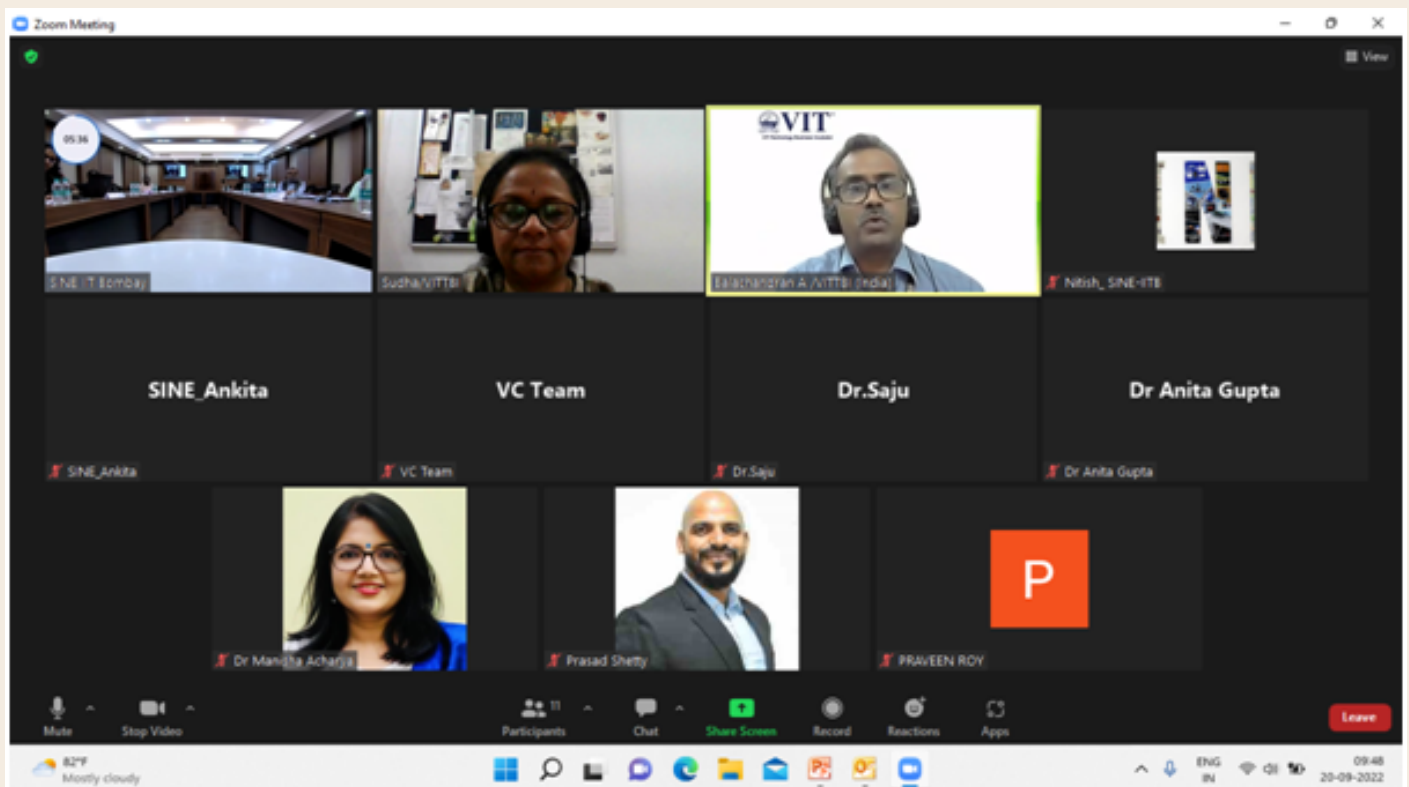 Zoom Meeting
View
05:36
SINE IIT Bombay
Sudha/VITTBI
VIT
Balachandran A /VITTBI (India)
Nitish_ SINE-IITB
SINE_Ankita
VC Team
Dr.Saju
Dr Anita Gupta
SINE_Ankita
VC Team
Dr.Saju
Dr Anita Gupta
P
Dr Manisha Acharya
Prasad Shetty
PRAVEEN ROY
Mute
Stop Video
11
Participants
Chat
Share Screen
Record
Reactions
Apps
Leave
82°F
Mostly cloudy
ENG
IN
09:48
20-09-2022